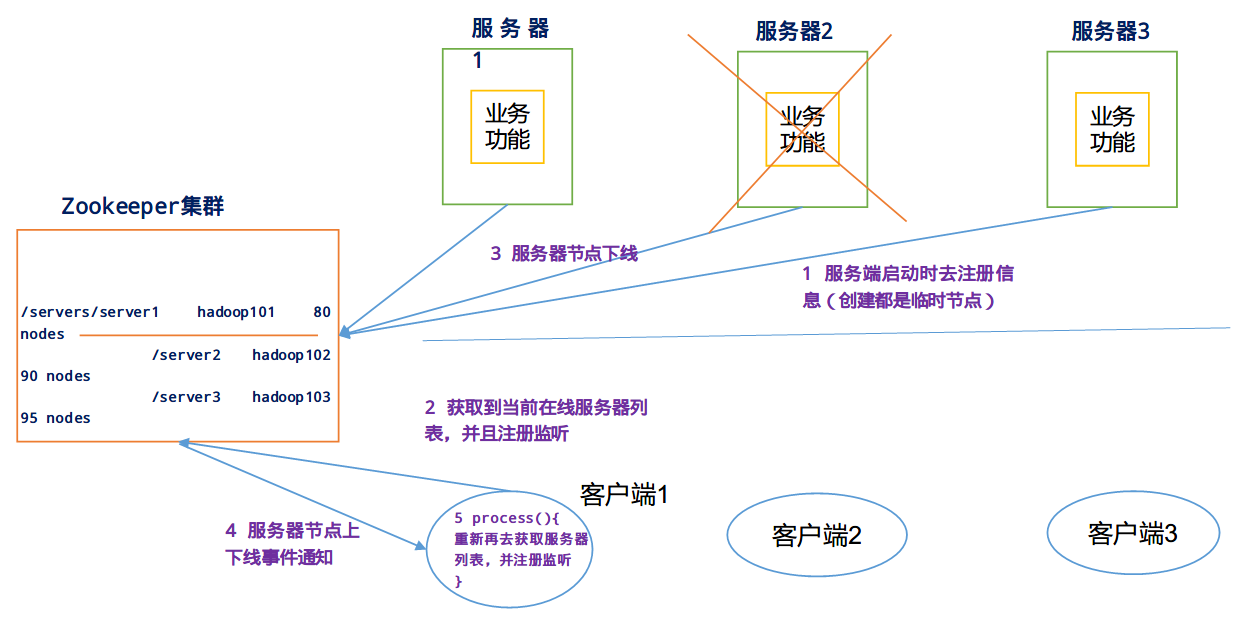 服 务 器
1
服务器2
服务器3
业务
功能
业务
功能
业务
功能
Zookeeper集群
3 服务器节点下线
1 服务端启动时去注册信
息（创建都是临时节点）
/servers/server1 hadoop101 80
nodes
/server2 hadoop102
90 nodes
/server3 hadoop103
95 nodes
2 获取到当前在线服务器列
表，并且注册监听
客户端1
4 服务器节点上
下线事件通知
5 process(){
重新再去获取服务器
列表，并注册监听
}
客户端2
客户端3